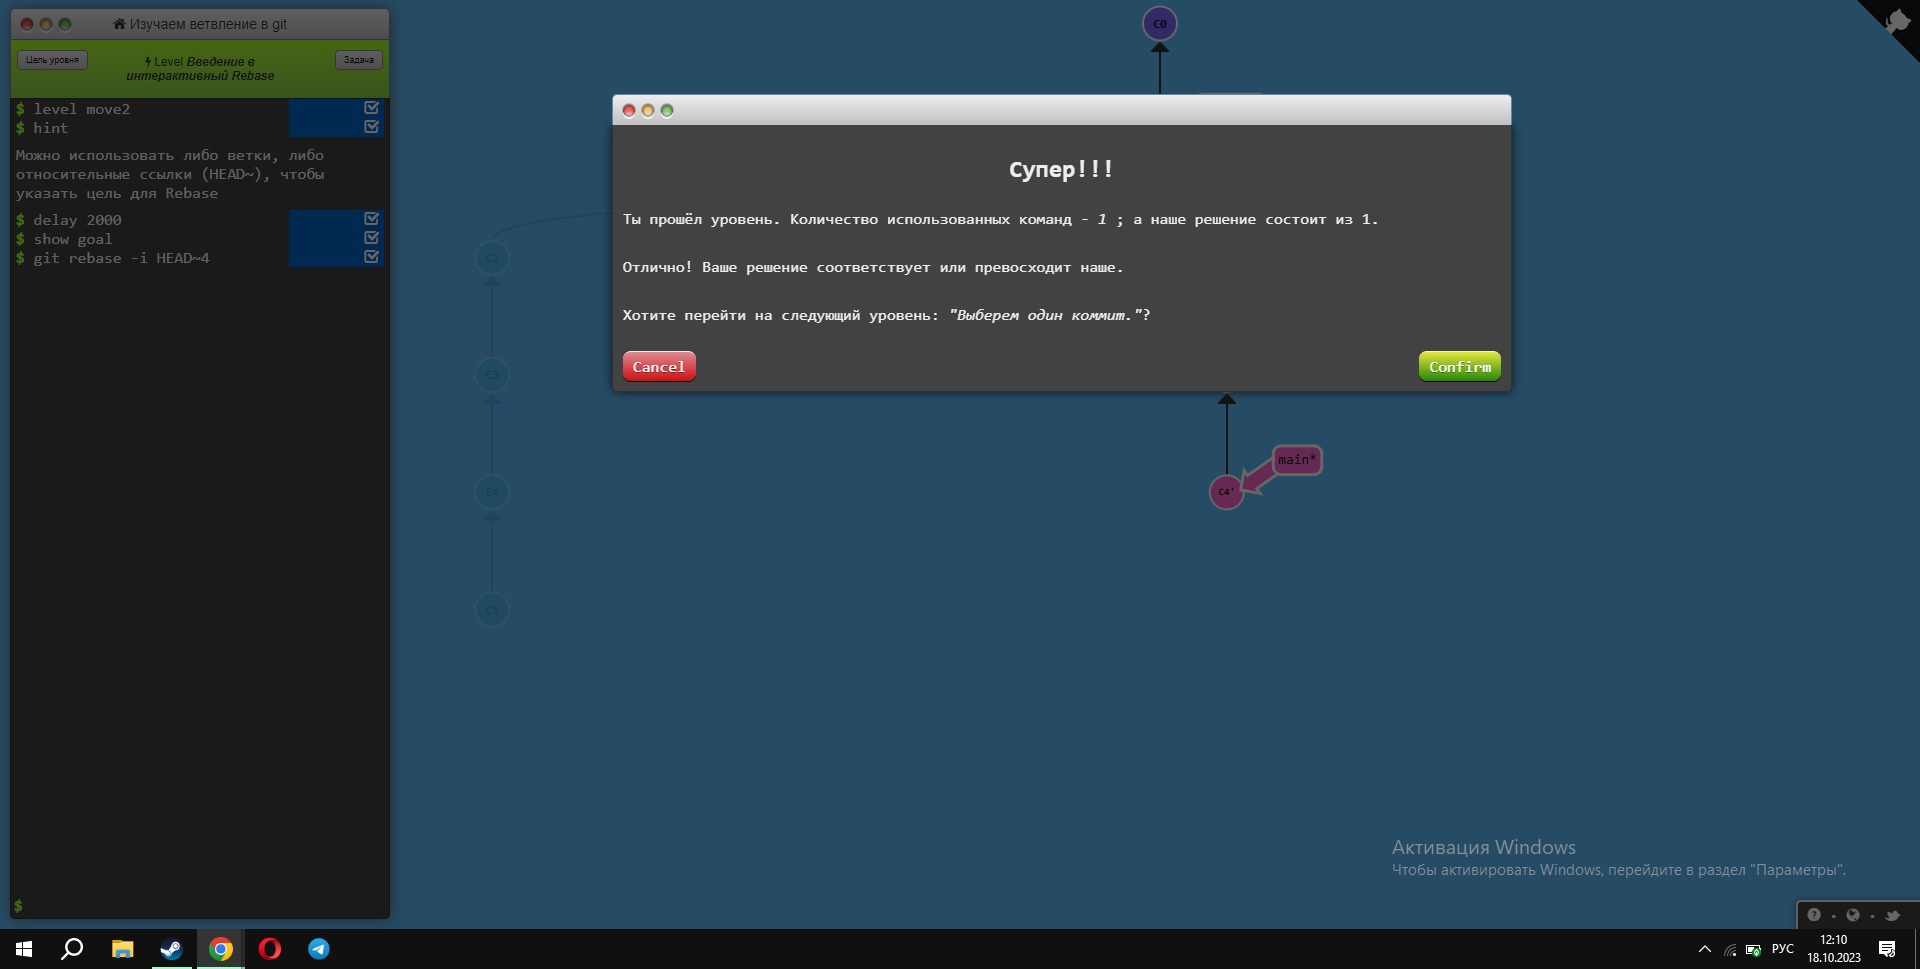 Изучаем ветвление в git
Цель уровня
Level Введение в интерактивный Rebase
Задача
$ level move2
$ hint
Можно использовать либо ветки, либо
относительные ссылки (HEAD~), чтобы
указать цель для Rebase
$ delay 2000
$ show goal
$ git rebase -i HEAD~4
$
C0
Супер!!!
Ты прошёл уровень. Количество использованных команд - 1 ; а наше решение состоит из 1.
Отлично! Ваше решение соответствует или превосходит наше.
Хотите перейти на следующий уровень: "Выберем один коммит."?
Cancel
Confirm
C2
C3
C4
C5
main*
C4'
Активация Windows
Чтобы активировать Windows, перейдите в раздел "Параметры".
РУС
12:10
18.10.2023